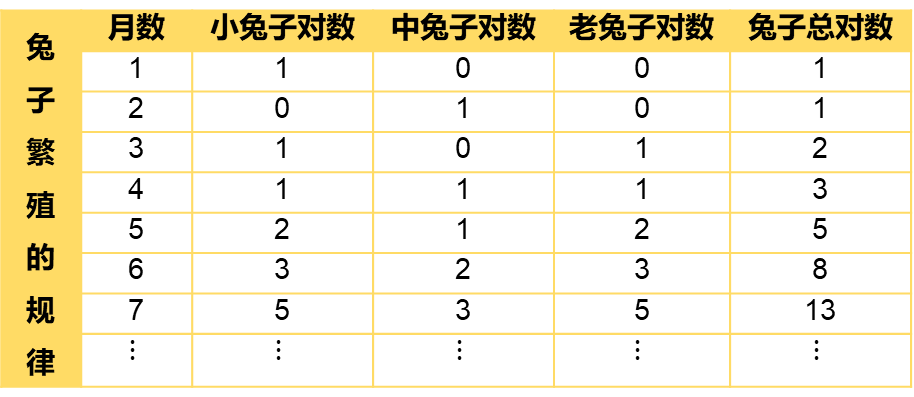 兔子繁殖的规律
月数 小兔子对数 中兔子对数 老兔子对数 兔子总对数
1 1 0 0 1
2 0 1 0 1
3 1 0 1 2
4 1 1 1 3
5 2 1 2 5
6 3 2 3 8
7 5 3 5 13
⋮ ⋮ ⋮ ⋮ ⋮